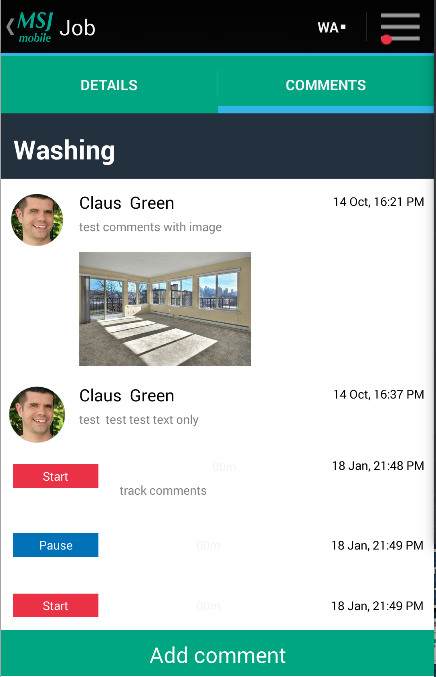 MSJ
mobile
Job
WA
DETAILS
COMMENTS
Washing
Claus Green
14 Oct, 16:21 PM
test comments with image
Claus Green
14 Oct, 16:37 PM
test test test text only
Start
00m
18 Jan, 21:48 PM
track comments
Pause
00m
18 Jan, 21:49 PM
Start
00m
18 Jan, 21:49 PM
Add comment